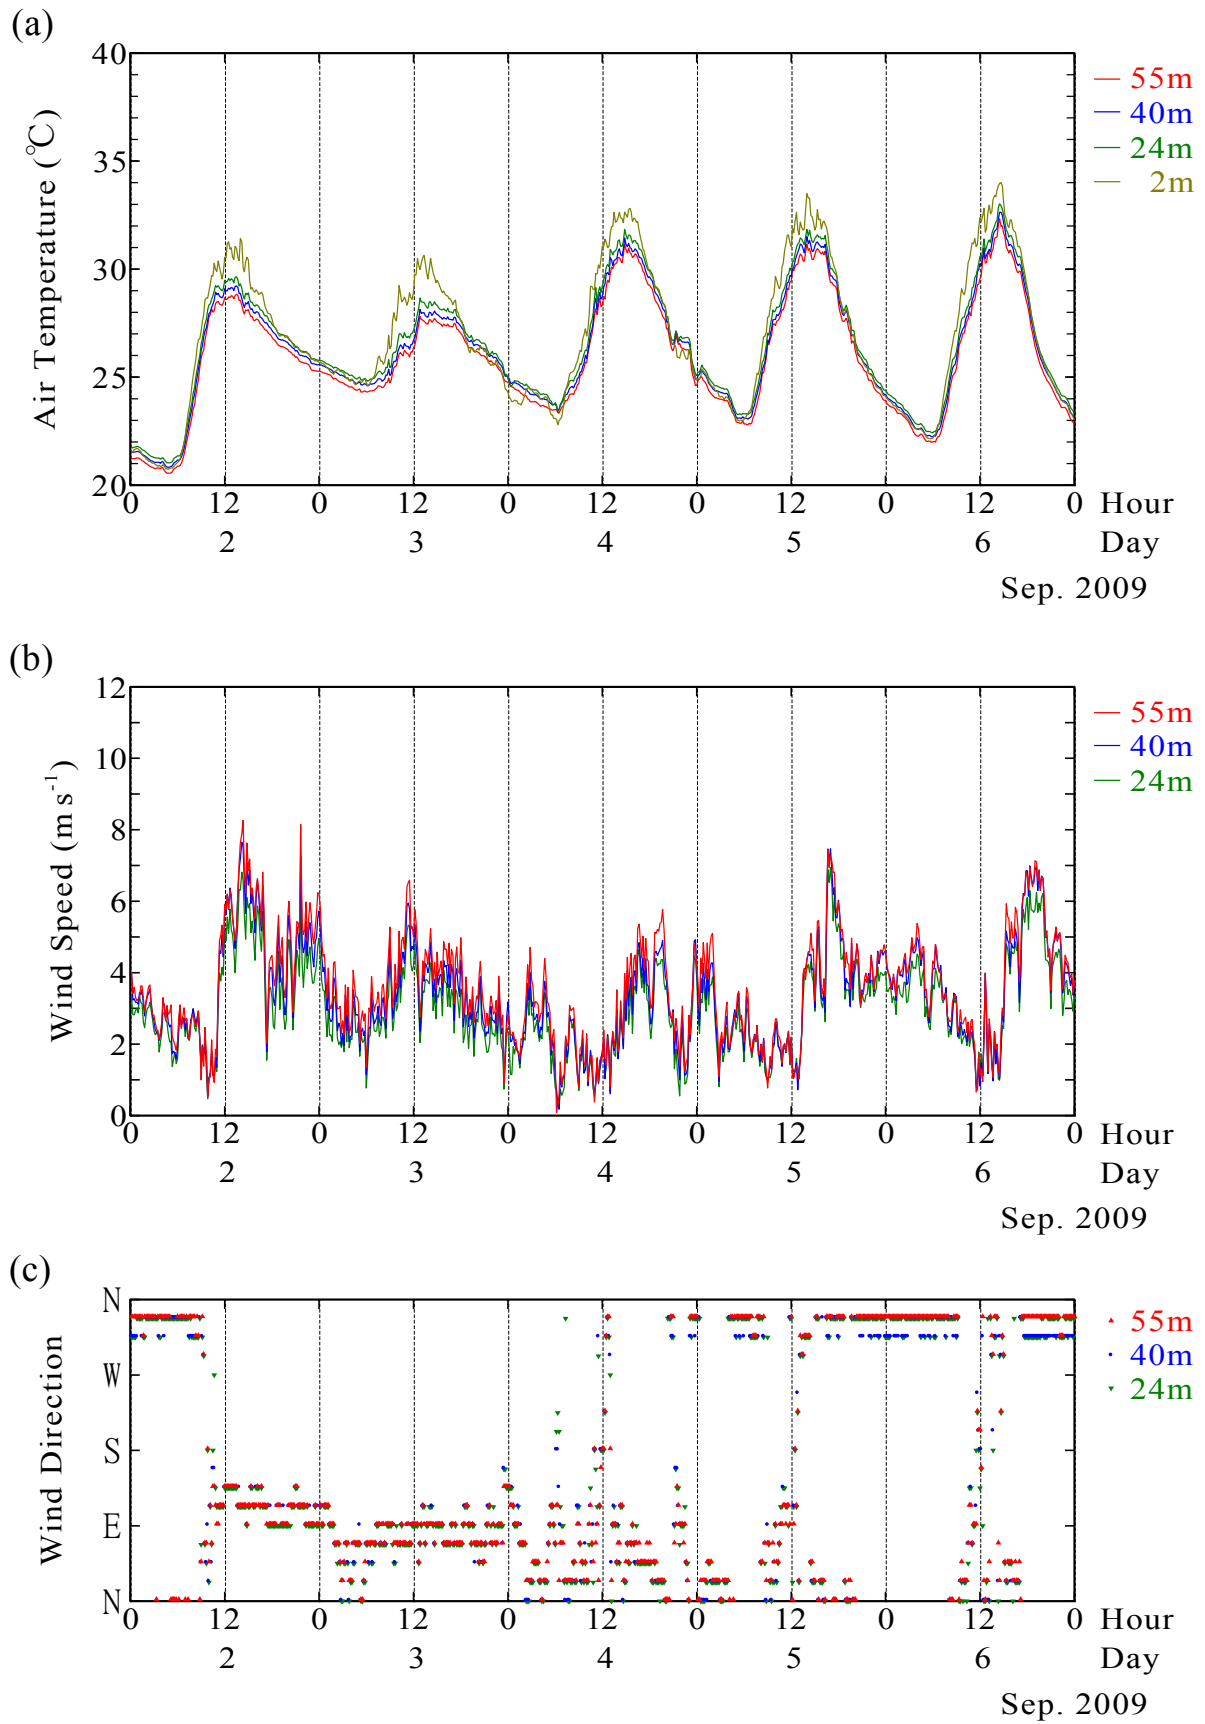 (a)
40
35
30
25
20
Air Temperature (℃)
55m
40m
24m
2m
0 12 0 12 0 12 0 12 0 12 0 Hour
2 3 4 5 6 Day
Sep. 2009
(b)
12
10
8
6
4
2
0
Wind Speed (m s⁻¹)
55m
40m
24m
0 12 0 12 0 12 0 12 0 12 0 Hour
2 3 4 5 6 Day
Sep. 2009
(c)
N
W
S
E
N
Wind Direction
55m
40m
24m
0 12 0 12 0 12 0 12 0 12 0 Hour
2 3 4 5 6 Day
Sep. 2009